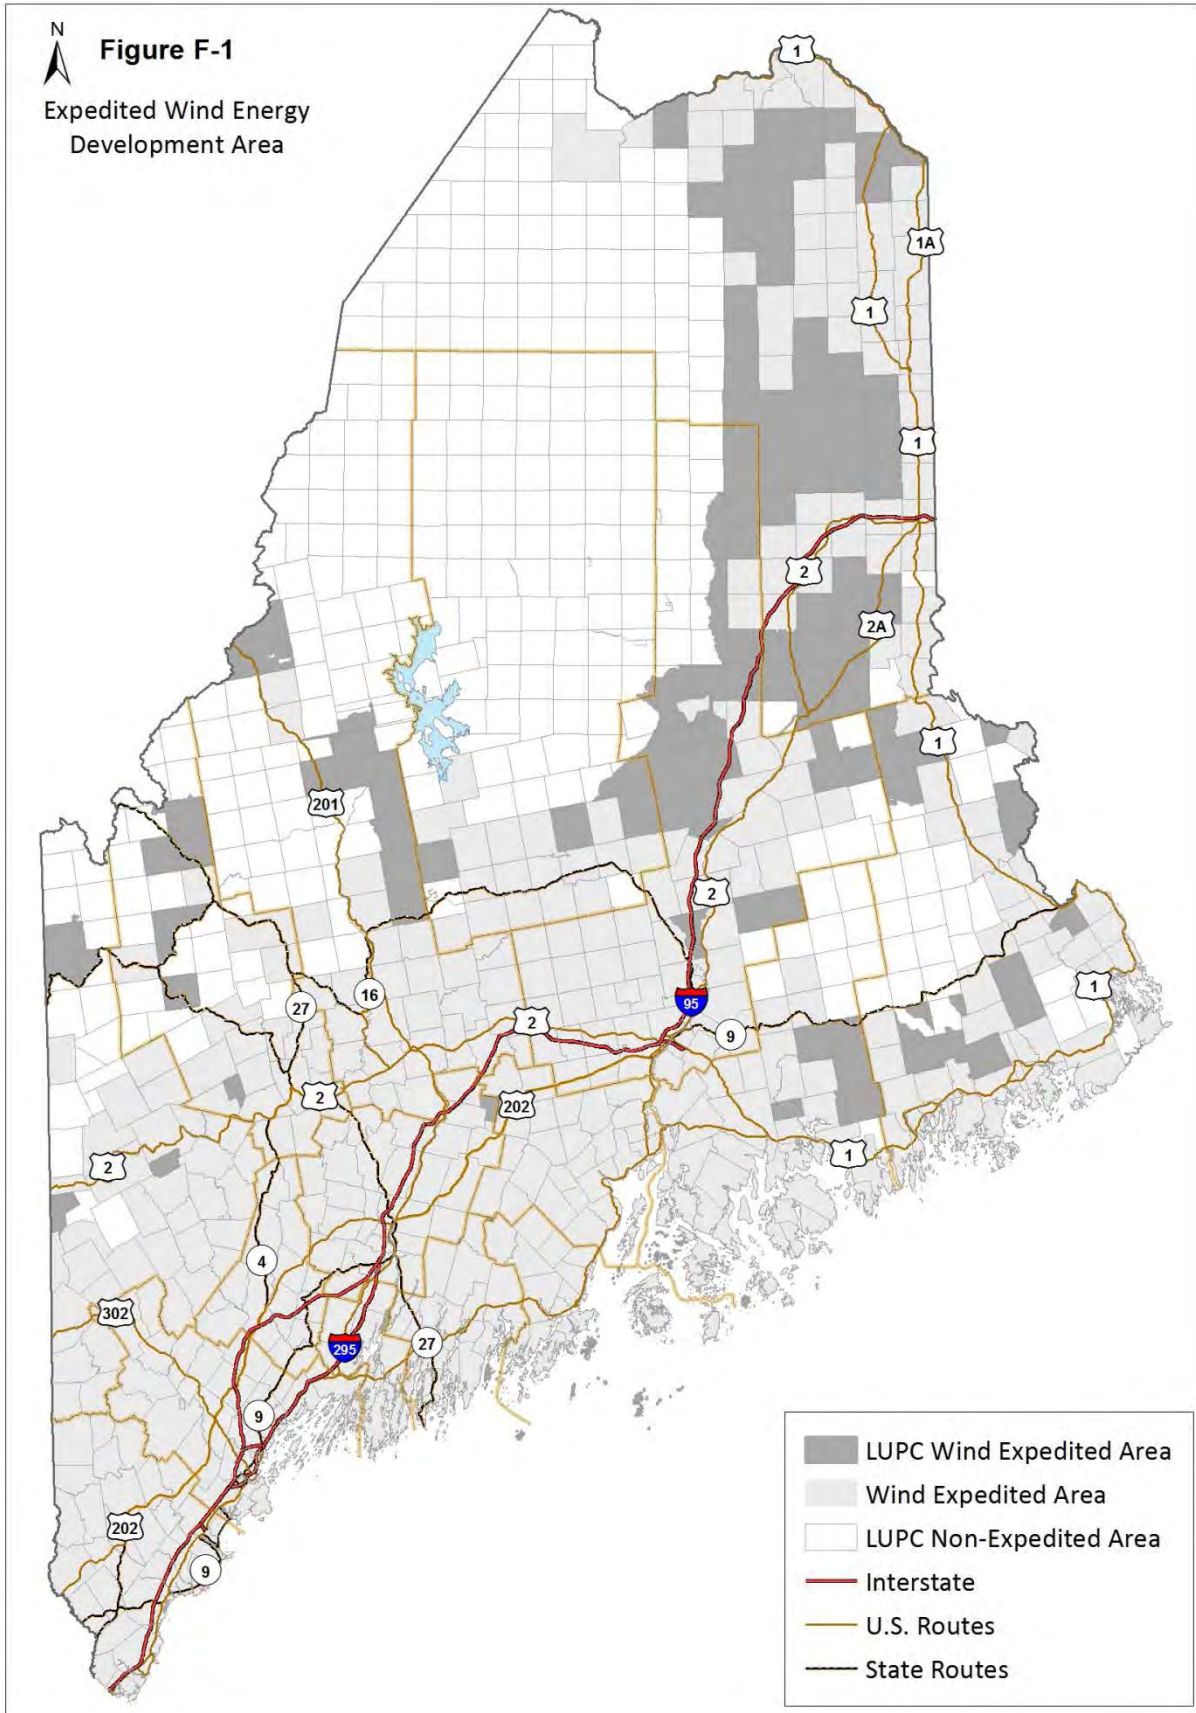 N
Figure F-1
Expedited Wind Energy
Development Area
1
1A
1
1
2
2A
1
201
2
16
27
95
1
2
9
2
202
1
2
4
302
295
27
9
202
9
LUPC Wind Expedited Area
Wind Expedited Area
LUPC Non-Expedited Area
Interstate
U.S. Routes
State Routes